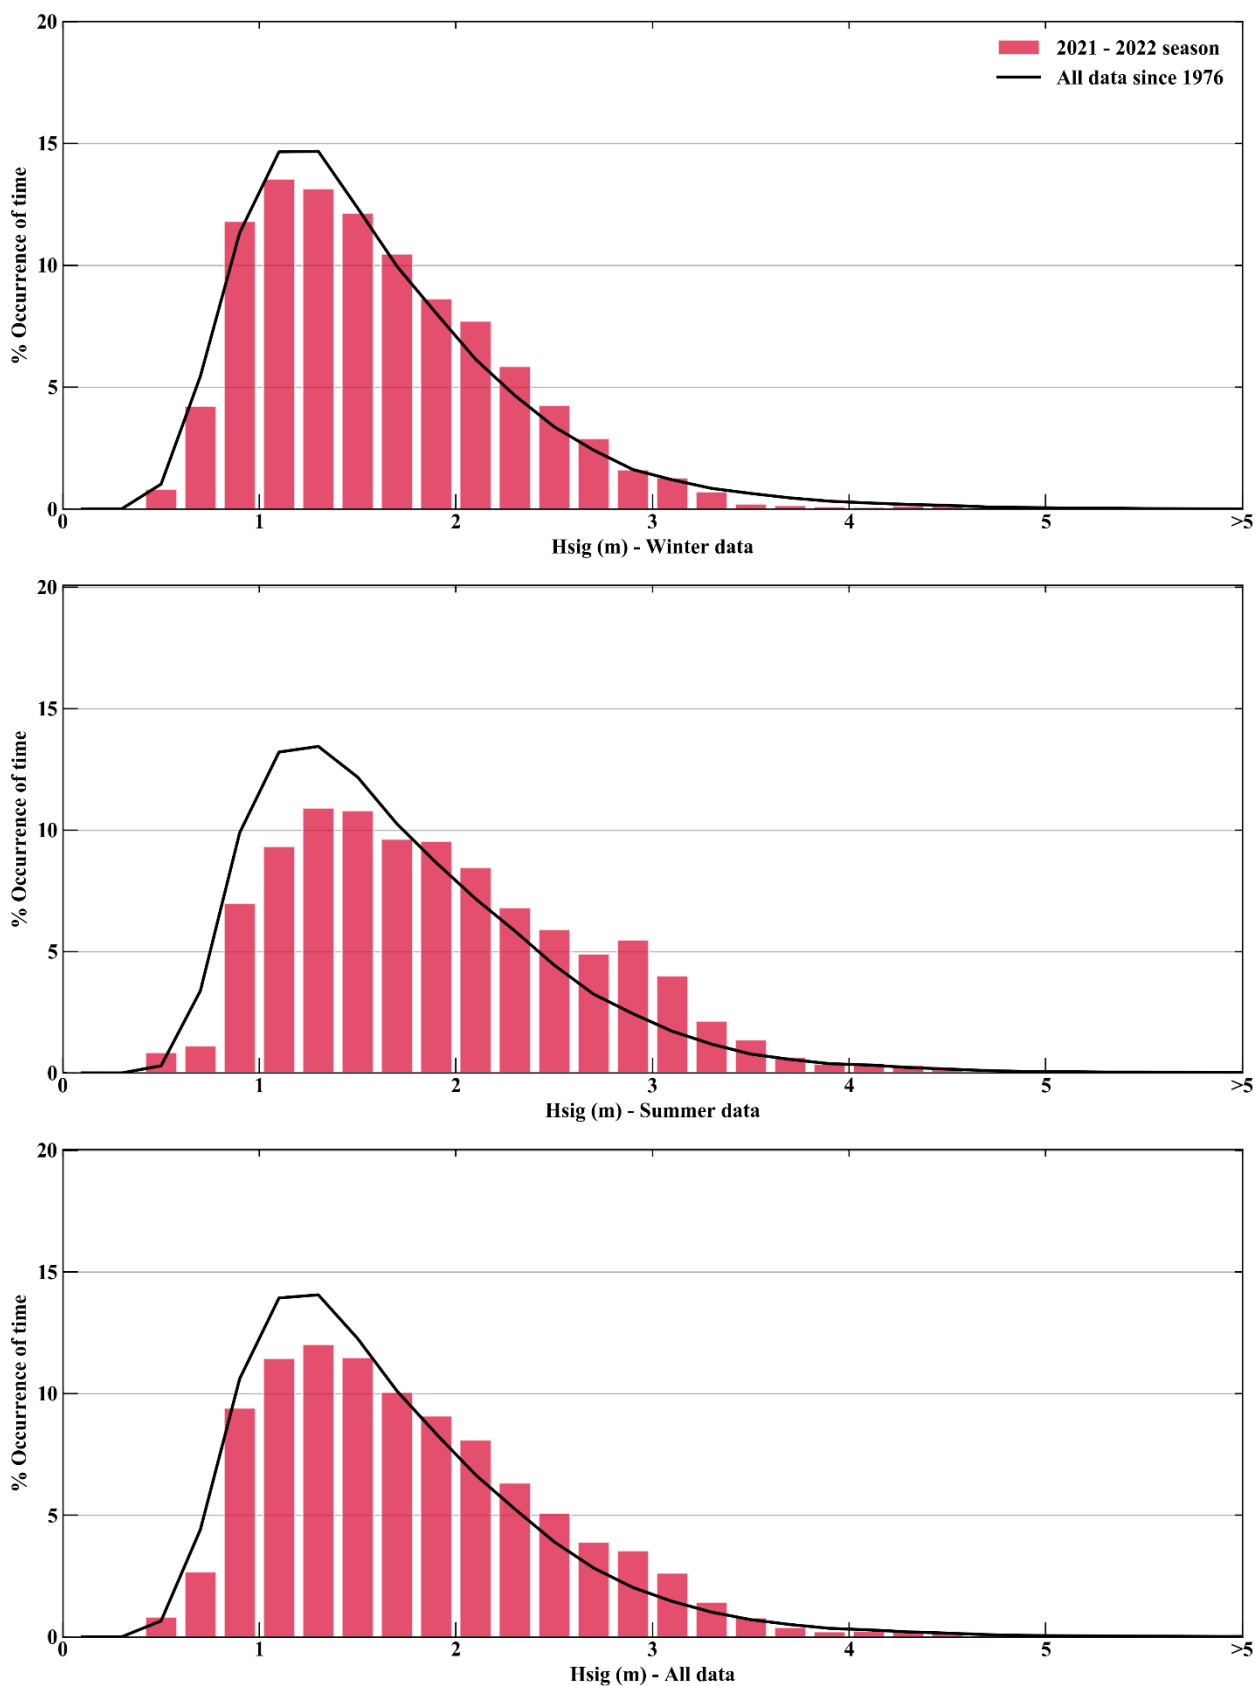 20
2021 - 2022 season
All data since 1976
15
% Occurrence of time
10
5
0
0 1 2 3 4 5 >5
Hsig (m) - Winter data
20
15
% Occurrence of time
10
5
0
0 1 2 3 4 5 >5
Hsig (m) - Summer data
20
15
% Occurrence of time
10
5
0
0 1 2 3 4 5 >5
Hsig (m) - All data